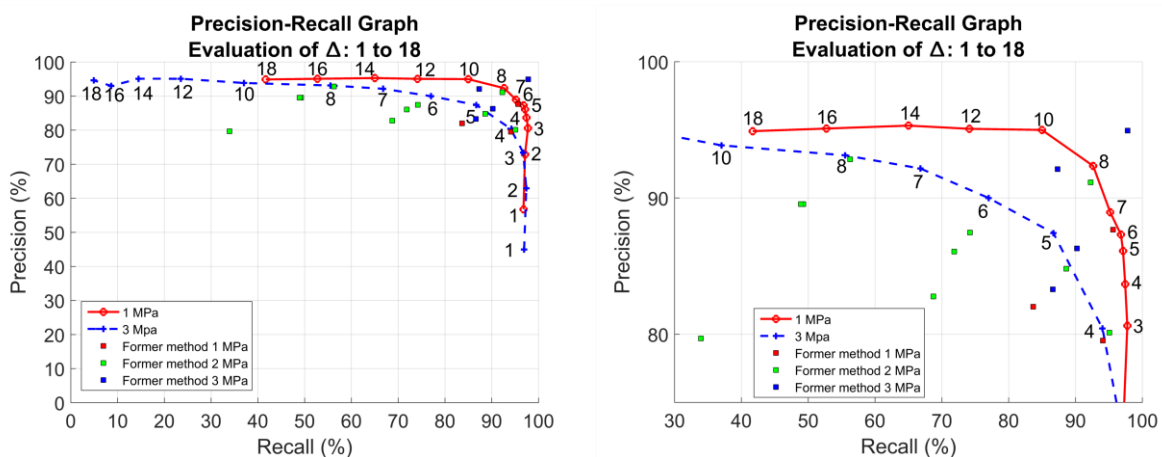 Precision-Recall Graph
Evaluation of Δ: 1 to 18
Precision (%)
100
90
80
70
60
50
40
30
20
10
0
18
16
14
12
10
8
7
6
5
4
3
2
1
18
16
14
12
10
8
7
6
5
4
3
2
1
1 MPa
3 Mpa
Former method 1 MPa
Former method 2 MPa
Former method 3 MPa
0 10 20 30 40 50 60 70 80 90 100
Recall (%)
Precision-Recall Graph
Evaluation of Δ: 1 to 18
Precision (%)
100
90
80
18
16
14
12
10
8
7
6
5
4
3
10
8
7
6
5
4
1 MPa
3 Mpa
Former method 1 MPa
Former method 2 MPa
Former method 3 MPa
30 40 50 60 70 80 90 100
Recall (%)